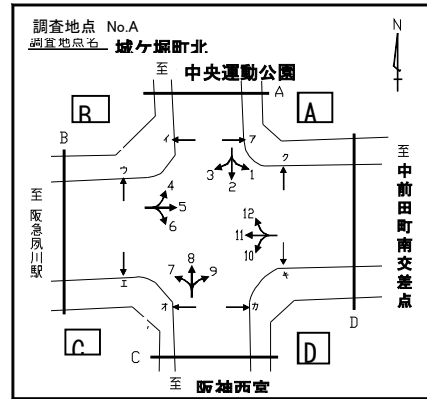 調査地点 No.A
調査地点名 城ケ堀町北
N
至
中央運動公園
A
B
A
B
イ
ア
ウ
ク
3
2
1
至
阪急夙川駅
4
5
6
12
11
10
至
中前田町南交差点
7
8
9
エ
キ
オ
カ
C
D
D
C
至
阪神西宮